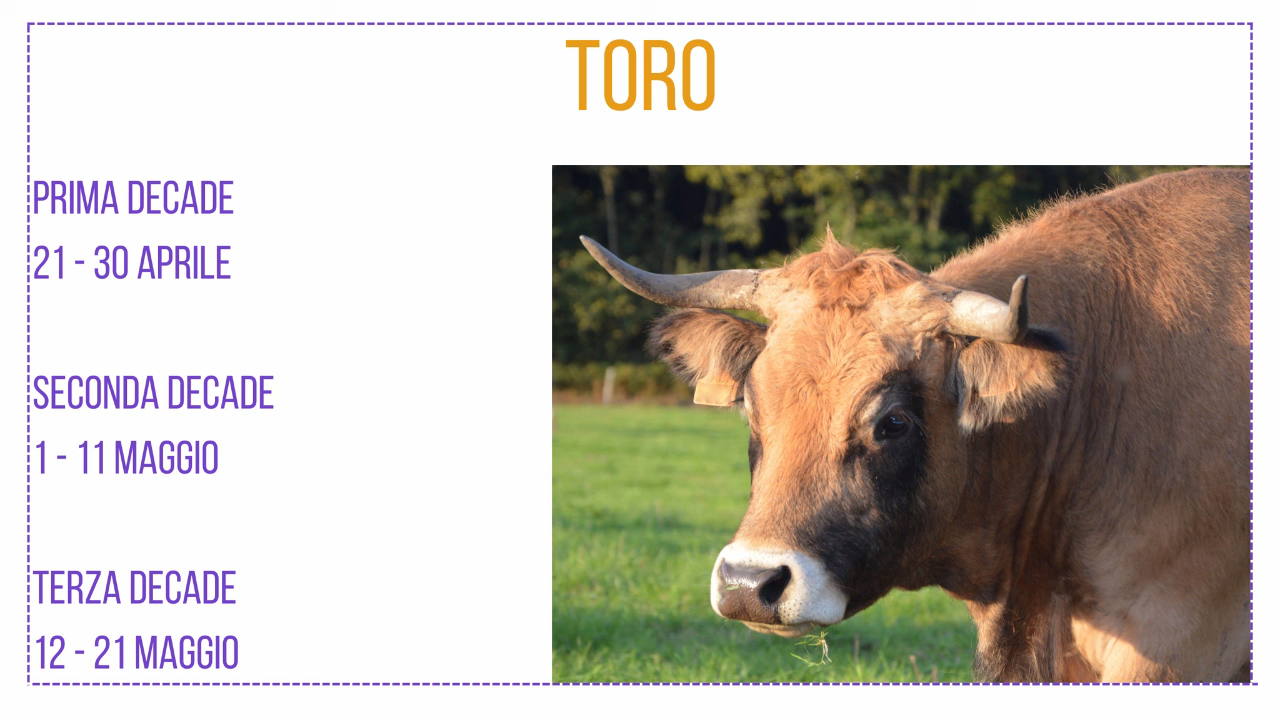 TORO
PRIMA DECADE
21 - 30 APRILE
SECONDA DECADE
1 - 11 MAGGIO
TERZA DECADE
12 - 21 MAGGIO